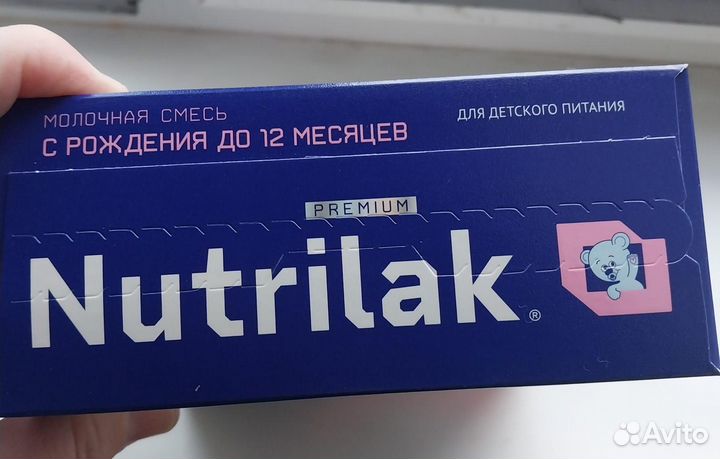 МОЛОЧНАЯ СМЕСЬ
С РОЖДЕНИЯ ДО 12 МЕСЯЦЕВ
ДЛЯ ДЕТСКОГО ПИТАНИЯ
PREMIUM
Nutrilak®
Avito